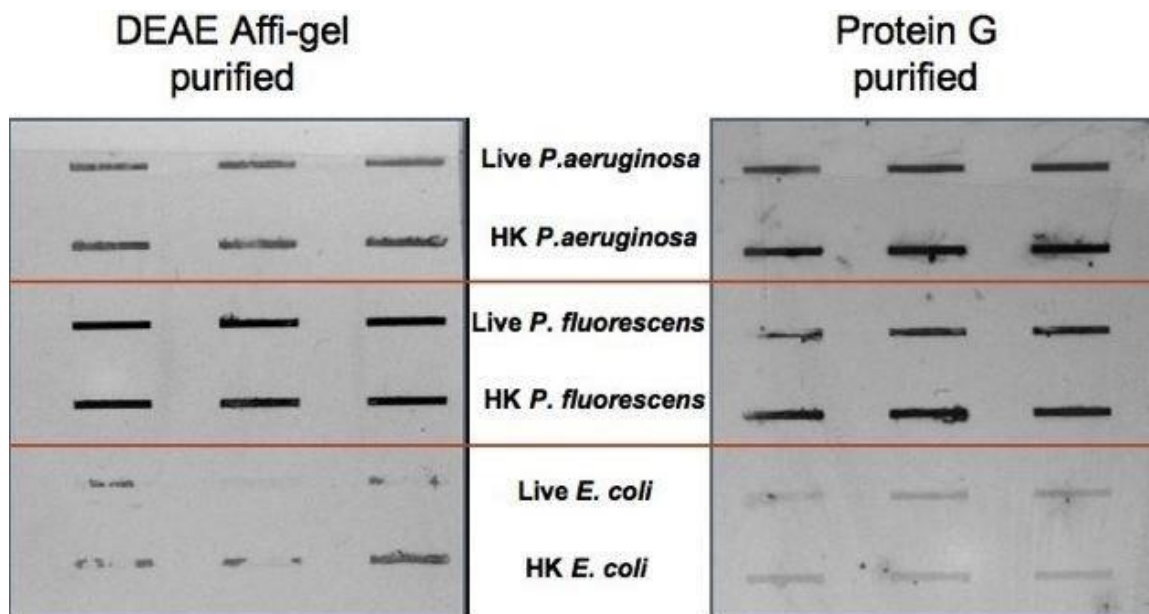 DEAE Affi-gel
purified
Protein G
purified
Live P.aeruginosa
HK P.aeruginosa
Live P. fluorescens
HK P. fluorescens
Live E. coli
HK E. coli